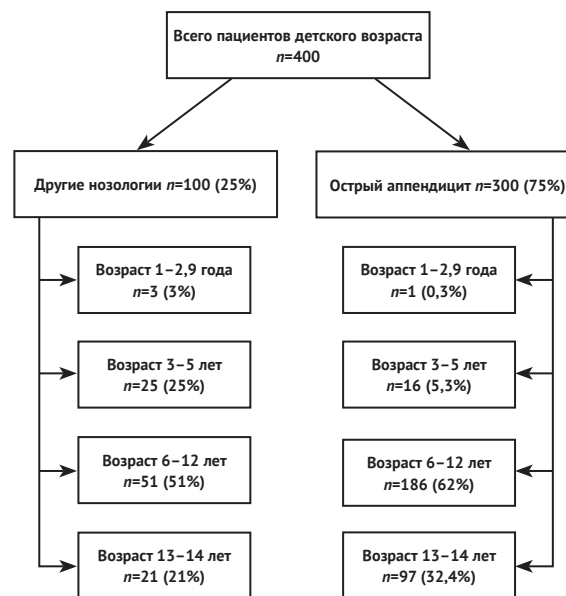 Всего пациентов детского возраста
n=400
Другие нозологии n=100 (25%)
Острый аппендицит n=300 (75%)
Возраст 1–2,9 года
n=3 (3%)
Возраст 1–2,9 года
n=1 (0,3%)
Возраст 3–5 лет
n=25 (25%)
Возраст 3–5 лет
n=16 (5,3%)
Возраст 6–12 лет
n=51 (51%)
Возраст 6–12 лет
n=186 (62%)
Возраст 13–14 лет
n=21 (21%)
Возраст 13–14 лет
n=97 (32,4%)